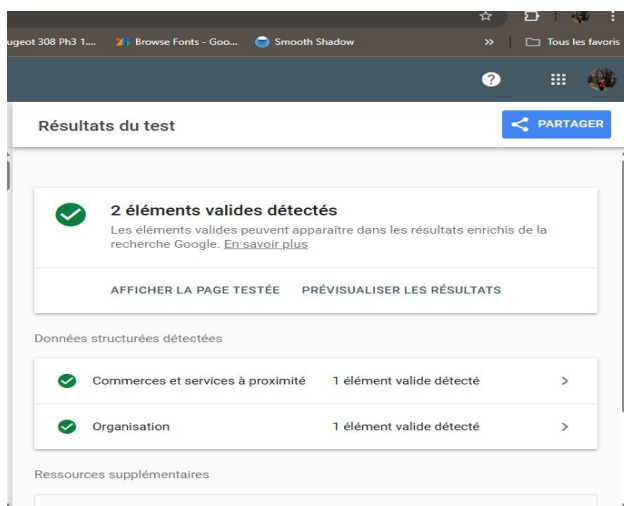 ugeot 308 Ph3 1.... Browse Fonts - Goo... Smooth Shadow » Tous les favoris
?
Résultats du test PARTAGER
2 éléments valides détectés
Les éléments valides peuvent apparaître dans les résultats enrichis de la
recherche Google. En savoir plus
AFFICHER LA PAGE TESTÉE PRÉVISUALISER LES RÉSULTATS
Données structurées détectées
Commerces et services à proximité 1 élément valide détecté >
Organisation 1 élément valide détecté >
Ressources supplémentaires